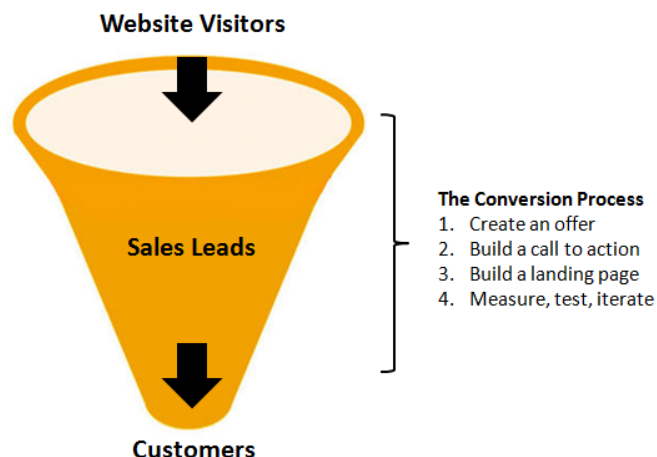 Website Visitors
Sales Leads
Customers
The Conversion Process
1. Create an offer
2. Build a call to action
3. Build a landing page
4. Measure, test, iterate